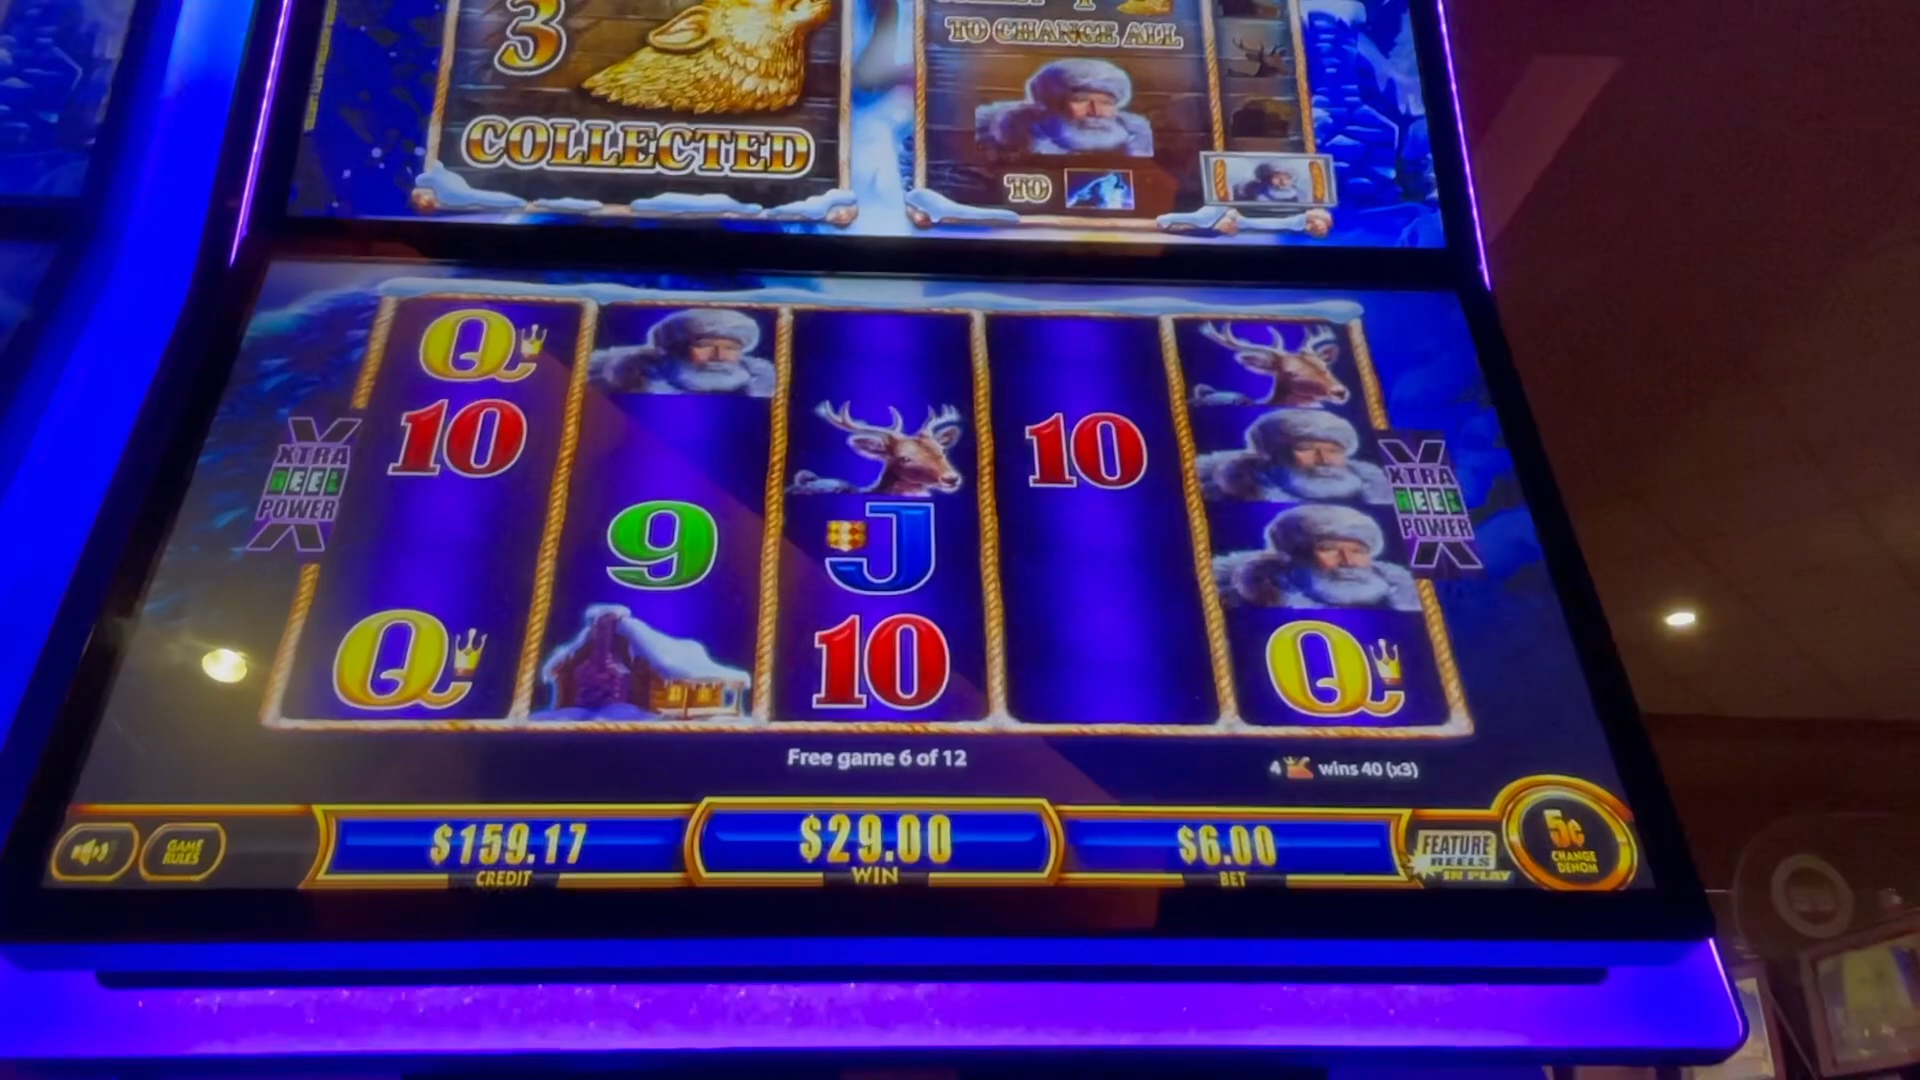 3
COLLECTED
TO CHANGE ALL
TO
Q
10
10
XTRA
REEL
POWER
XTRA
REEL
POWER
9
J
Q
10
Q
Free game 6 of 12
4 wins 40 (x3)
GAME
RULES
$159.17
CREDIT
$29.00
WIN
$6.00
BET
FEATURE
REELS
IN PLAY
5¢
CHANGE
DENOM